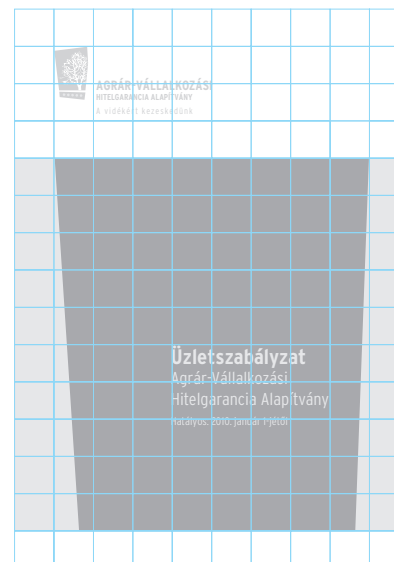 AGRÁR-VÁLLALKOZÁSI
HITELGARANCIA ALAPÍTVÁNY
A vidékért kezeskedünk
Üzletszabályzat
Agrár-Vállalkozási
Hitelgarancia Alapítvány
Hatályos: 2010. január 1-jétől